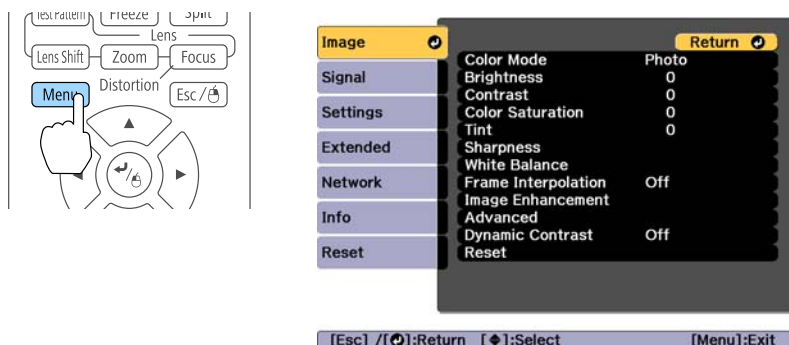 Test Pattern Freeze Split
Lens
Lens Shift Zoom Focus
Menu Distortion Esc/
Image Return
Color Mode Photo
Signal Brightness 0
Contrast 0
Settings Color Saturation 0
Tint 0
Extended Sharpness
White Balance
Network Frame Interpolation Off
Image Enhancement
Info Advanced
Dynamic Contrast Off
Reset Reset
[Esc] /[ ]:Return [ ]:Select [Menu]:Exit